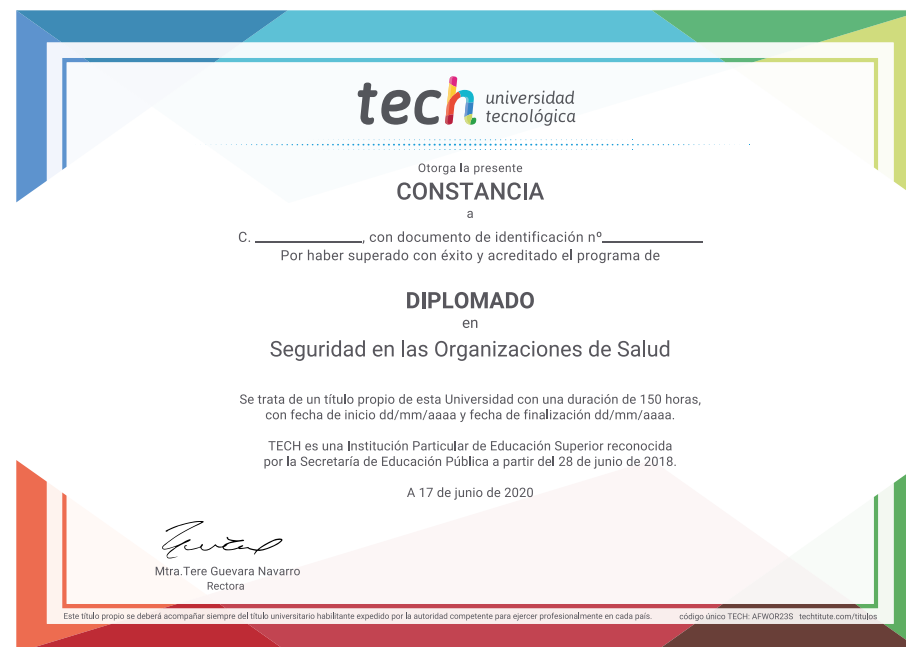 tech universidad
tecnológica
Otorga la presente
CONSTANCIA
a
C. ____________, con documento de identificación nº____________
Por haber superado con éxito y acreditado el programa de
DIPLOMADO
en
Seguridad en las Organizaciones de Salud
Se trata de un título propio de esta Universidad con una duración de 150 horas,
con fecha de inicio dd/mm/aaaa y fecha de finalización dd/mm/aaaa.
TECH es una Institución Particular de Educación Superior reconocida
por la Secretaría de Educación Pública a partir del 28 de junio de 2018.
A 17 de junio de 2020
Mtra.Tere Guevara Navarro
Rectora
Este título propio se deberá acompañar siempre del título universitario habilitante expedido por la autoridad competente para ejercer profesionalmente en cada país. código único TECH: AFWOR23S techtitute.com/titulos